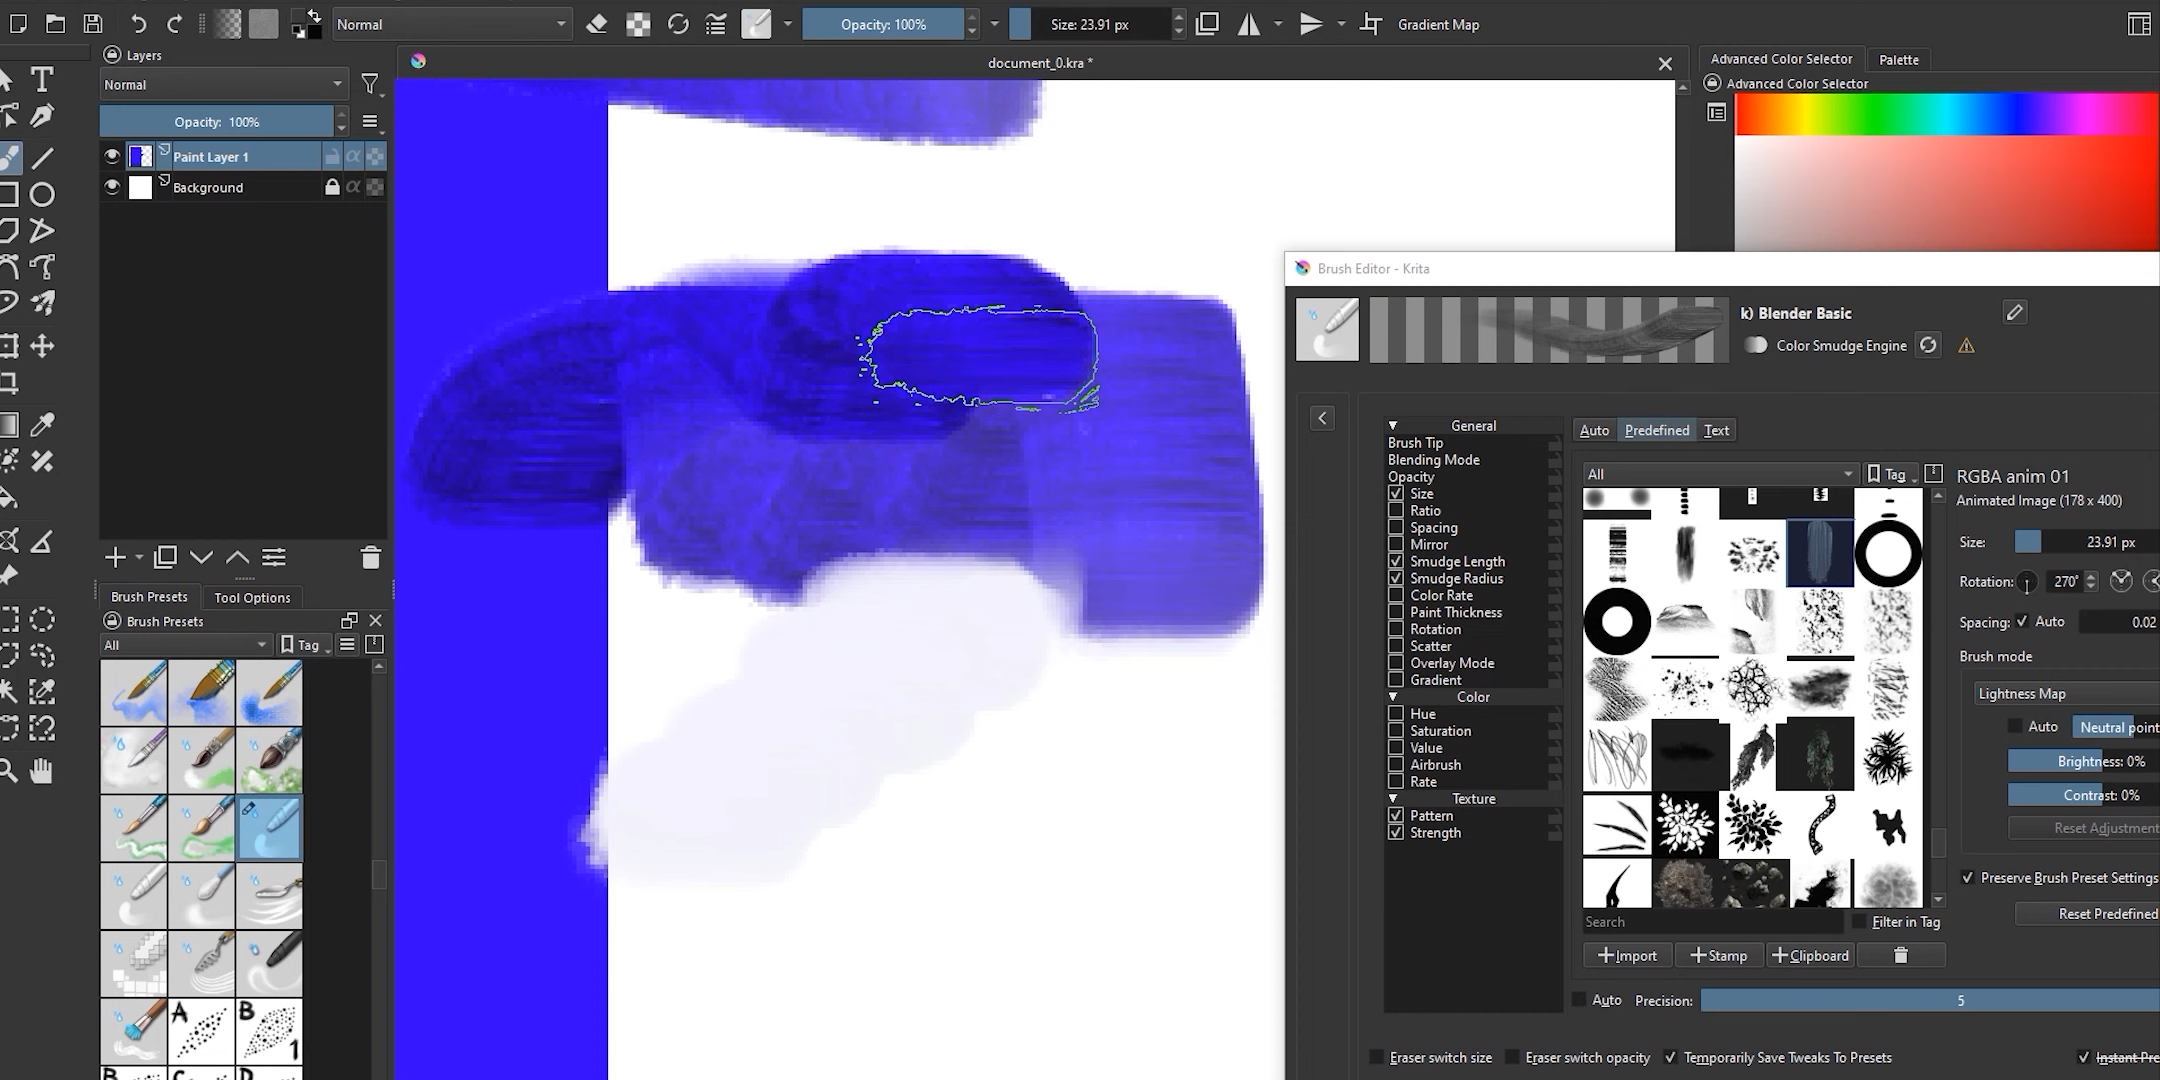 Normal
Opacity: 100%
Size: 23.91 px
Gradient Map
Layers
document_0.kra *
Advanced Color Selector
Palette
Advanced Color Selector
Normal
Opacity: 100%
Paint Layer 1
Background
Brush Editor - Krita
k) Blender Basic
Color Smudge Engine
General
Brush Tip
Blending Mode
Opacity
Size
Ratio
Spacing
Mirror
Smudge Length
Smudge Radius
Color Rate
Paint Thickness
Rotation
Scatter
Overlay Mode
Gradient
Color
Hue
Saturation
Value
Airbrush
Rate
Texture
Pattern
Strength
Auto
Predefined
Text
All
Tag
RGBA anim 01
Animated Image (178 x 400)
Size: 23.91 px
Rotation: 270°
Spacing: Auto 0.02
Brush mode
Lightness Map
Auto Neutral point
Brightness: 0%
Contrast: 0%
Reset Adjustment
Preserve Brush Preset Settings
Reset Predefined
Search
Filter in Tag
Import
Stamp
Clipboard
Auto Precision: 5
Eraser switch size
Eraser switch opacity
Temporarily Save Tweaks To Presets
Instant Pre
Brush Presets
Tool Options
Brush Presets
All
Tag
A
B
1
B
C
D